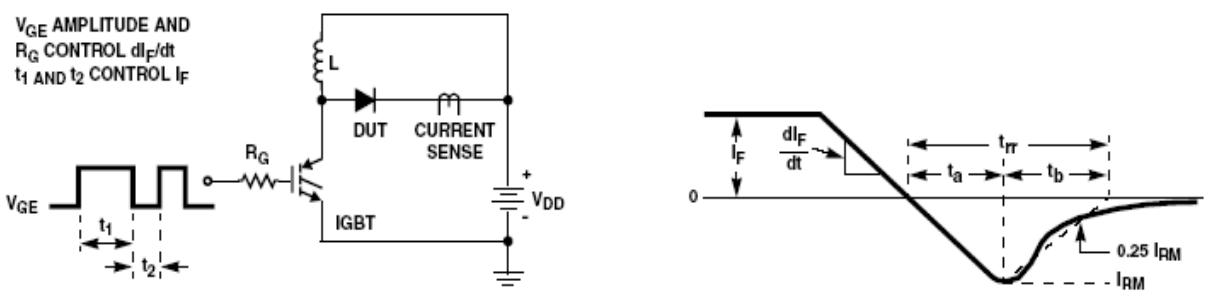 VGE AMPLITUDE AND
RG CONTROL dIF/dt
t1 AND t2 CONTROL IF
L
DUT
CURRENT
SENSE
RG
VGE
t1
t2
IGBT
+
VDD
-
IF
dIF
dt
trr
ta
tb
0
0.25 IRM
IRM